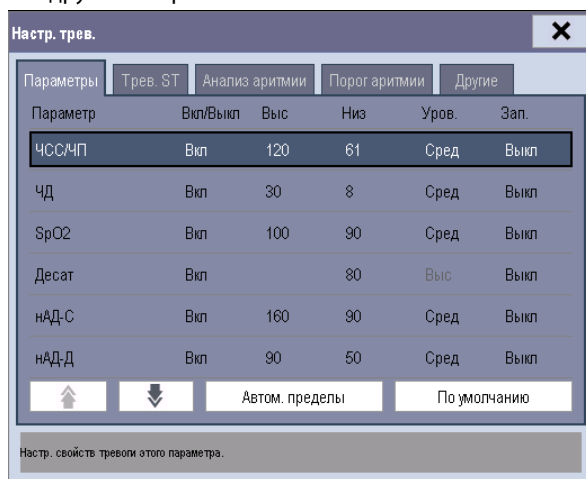 Настр. трев.
Параметры Трев. ST Анализ аритмии Порог аритмии Другие
Параметр Вкл/Выкл Выс Низ Уров. Зап.
ЧСС/ЧП Вкл 120 61 Сред Выкл
ЧД Вкл 30 8 Сред Выкл
SpO2 Вкл 100 90 Сред Выкл
Десат Вкл 80 Выс Выкл
нАД-С Вкл 160 90 Сред Выкл
нАД-Д Вкл 90 50 Сред Выкл
Автом. пределы По умолчанию
Настр. свойств тревоги этого параметра.